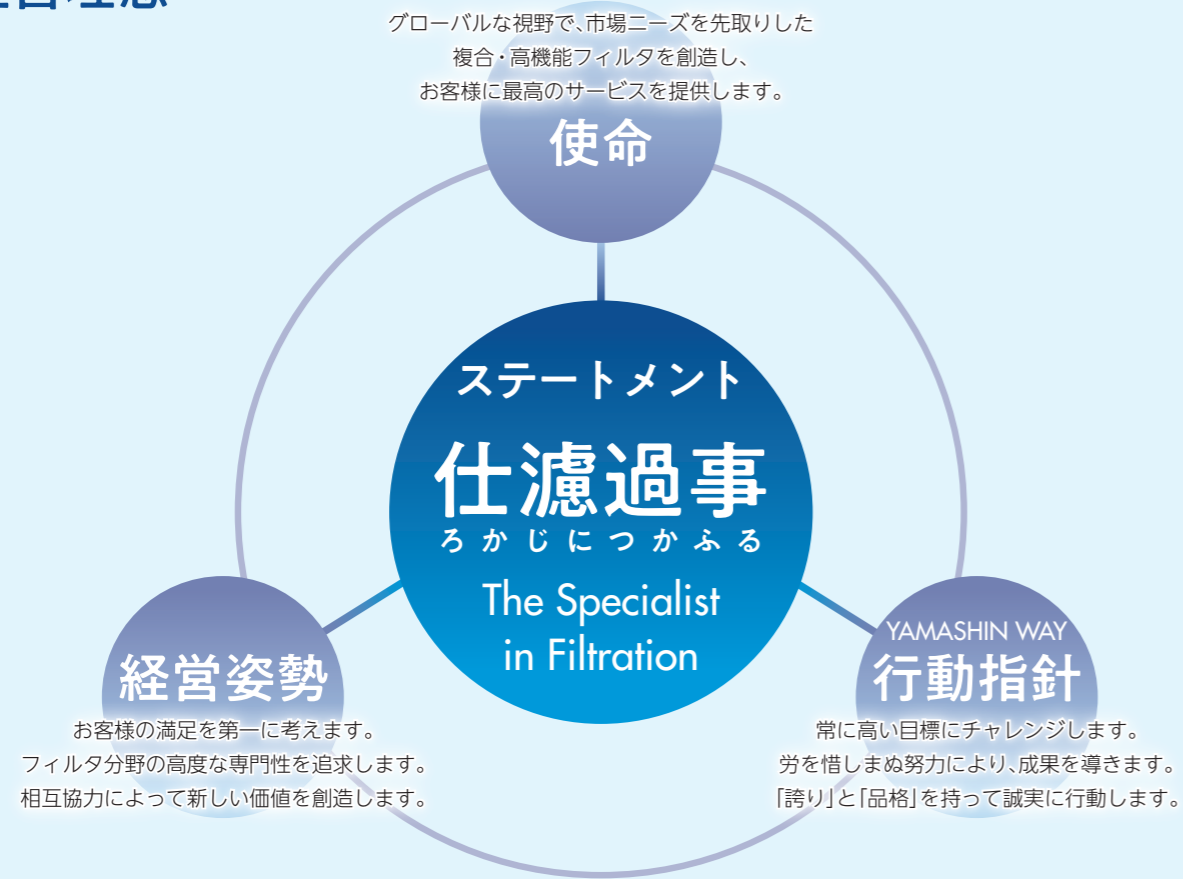 経営理念
グローバルな視野で、市場ニーズを先取りした
複合・高機能フィルタを創造し、
お客様に最高のサービスを提供します。
使命
ステートメント
仕濾過事
ろかじにつかふる
The Specialist
in Filtration
経営姿勢
お客様の満足を第一に考えます。
フィルタ分野の高度な専門性を追求します。
相互協力によって新しい価値を創造します。
YAMASHIN WAY
行動指針
常に高い目標にチャレンジします。
労を惜しまぬ努力により、成果を導きます。
「誇り」と「品格」を持って誠実に行動します。